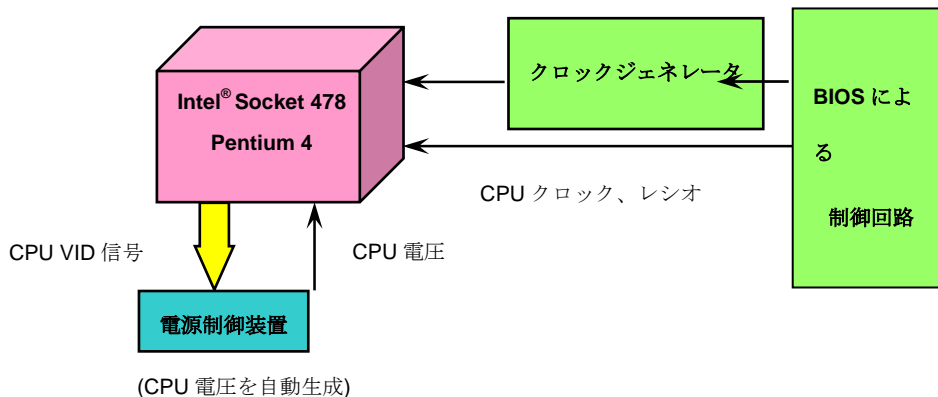 クロックジェネレータ
Intel® Socket 478
Pentium 4
BIOS によ
る
制御回路
CPU クロック、レシオ
CPU VID 信号
CPU 電圧
電源制御装置
(CPU 電圧を自動生成)